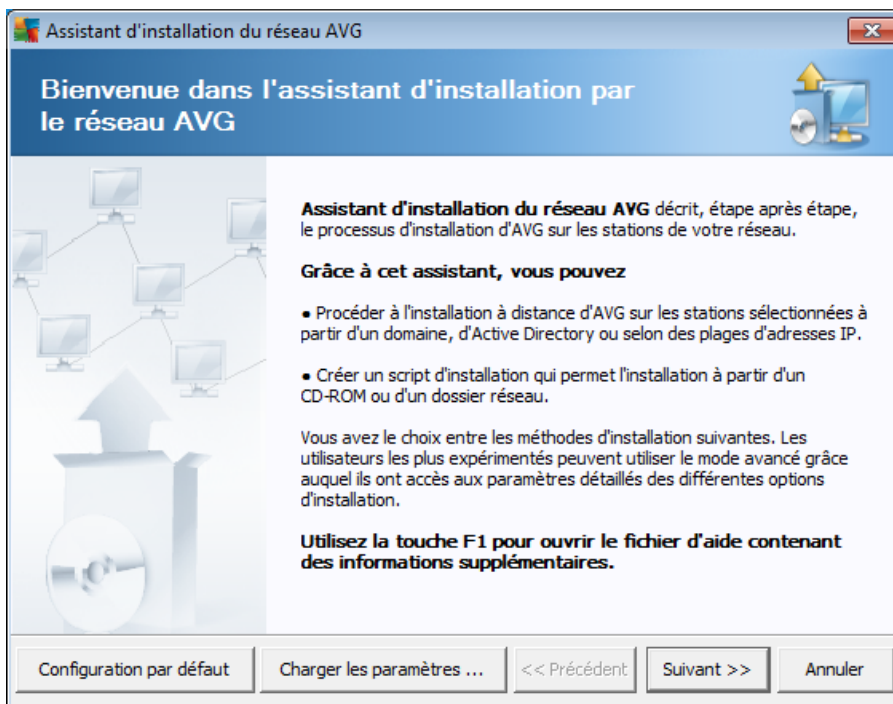 Assistant d'installation du réseau AVG
Bienvenue dans l'assistant d'installation par
le réseau AVG
Assistant d'installation du réseau AVG décrit, étape après étape,
le processus d'installation d'AVG sur les stations de votre réseau.
Grâce à cet assistant, vous pouvez
● Procéder à l'installation à distance d'AVG sur les stations sélectionnées à
partir d'un domaine, d'Active Directory ou selon des plages d'adresses IP.
● Créer un script d'installation qui permet l'installation à partir d'un
CD-ROM ou d'un dossier réseau.
Vous avez le choix entre les méthodes d'installation suivantes. Les
utilisateurs les plus expérimentés peuvent utiliser le mode avancé grâce
auquel ils ont accès aux paramètres détaillés des différentes options
d'installation.
Utilisez la touche F1 pour ouvrir le fichier d'aide contenant
des informations supplémentaires.
Configuration par défaut
Charger les paramètres ...
<< Précédent
Suivant >>
Annuler